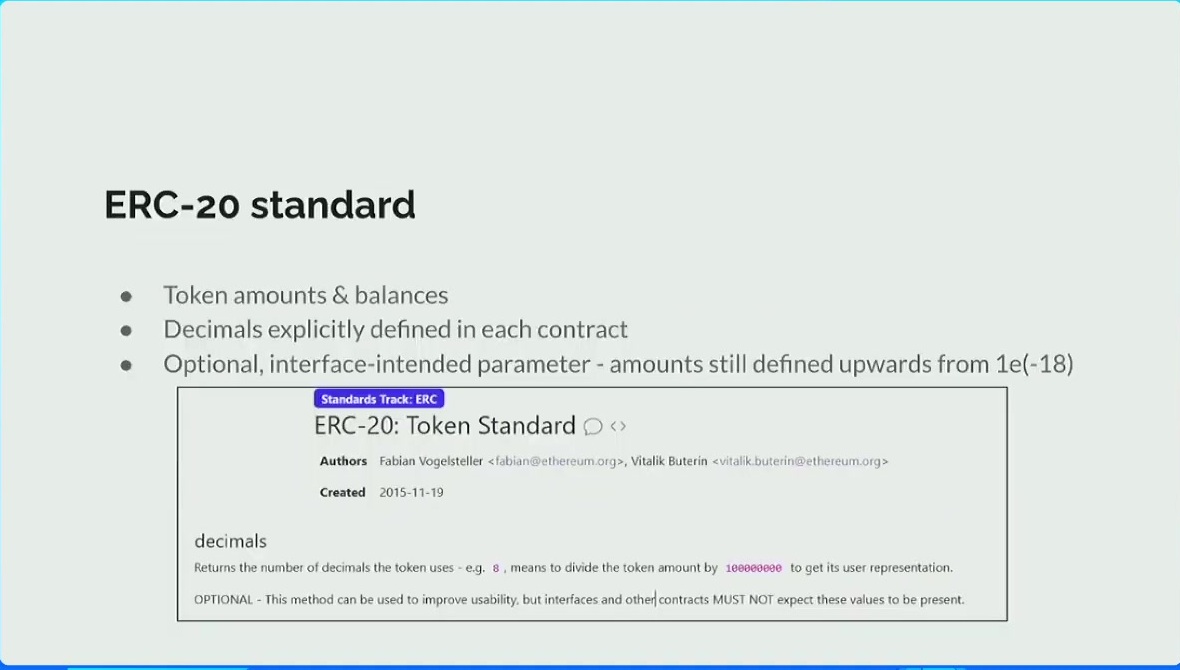 ERC-20 standard
● Token amounts & balances
● Decimals explicitly defined in each contract
● Optional, interface-intended parameter - amounts still defined upwards from 1e(-18)
Standards Track: ERC
ERC-20: Token Standard
Authors Fabian Vogelsteller <fabian@ethereum.org>, Vitalik Buterin <vitalik.buterin@ethereum.org>
Created 2015-11-19
decimals
Returns the number of decimals the token uses - e.g. 8 , means to divide the token amount by 100000000 to get its user representation.
OPTIONAL - This method can be used to improve usability, but interfaces and other contracts MUST NOT expect these values to be present.